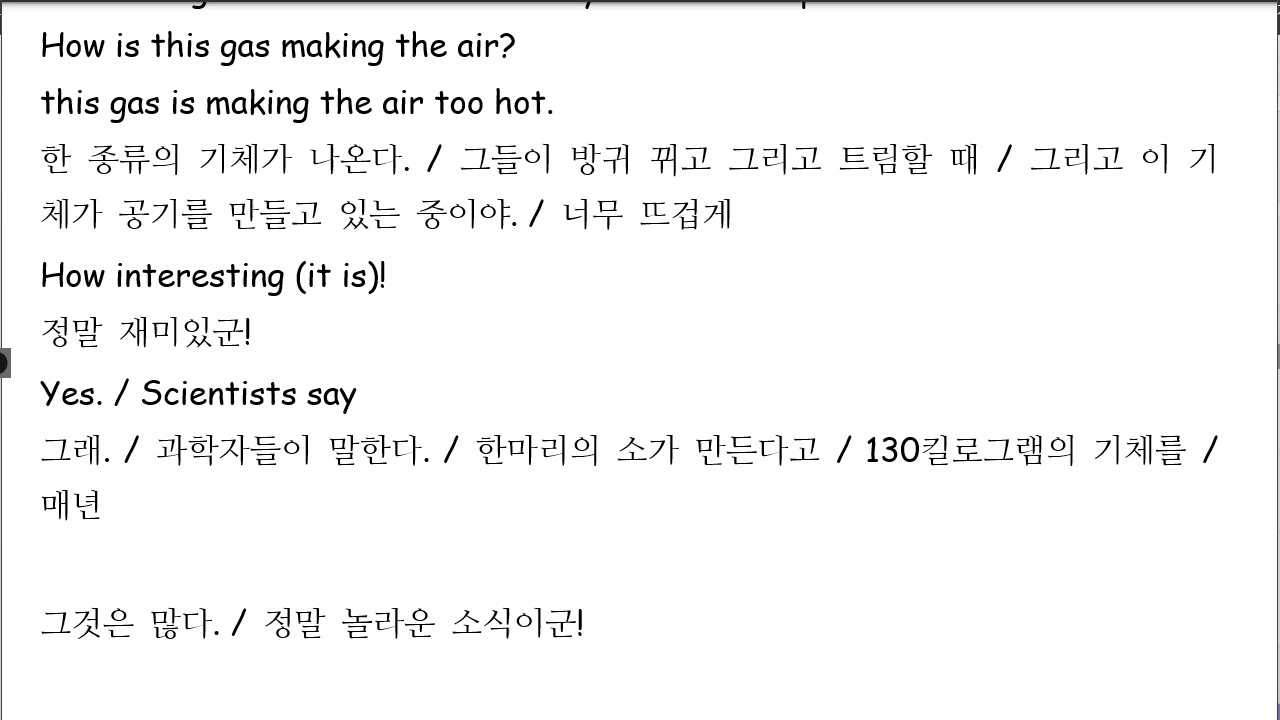 How is this gas making the air?
this gas is making the air too hot.
한 종류의 기체가 나온다. / 그들이 방귀 뀌고 그리고 트림할 때 / 그리고 이 기
체가 공기를 만들고 있는 중이야. / 너무 뜨겁게
How interesting (it is)!
정말 재미있군!
Yes. / Scientists say
그래. / 과학자들이 말한다. / 한마리의 소가 만든다고 / 130킬로그램의 기체를 /
매년
그것은 많다. / 정말 놀라운 소식이군!